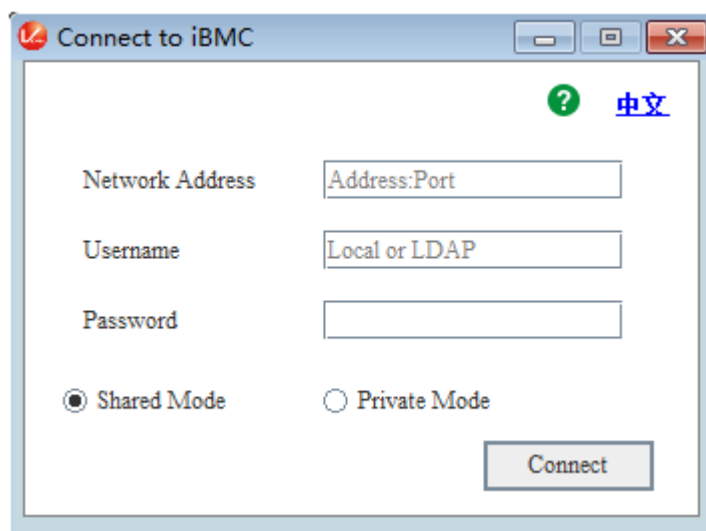 Connect to iBMC
?
中文
Network Address
Address:Port
Username
Local or LDAP
Password
Shared Mode
Private Mode
Connect